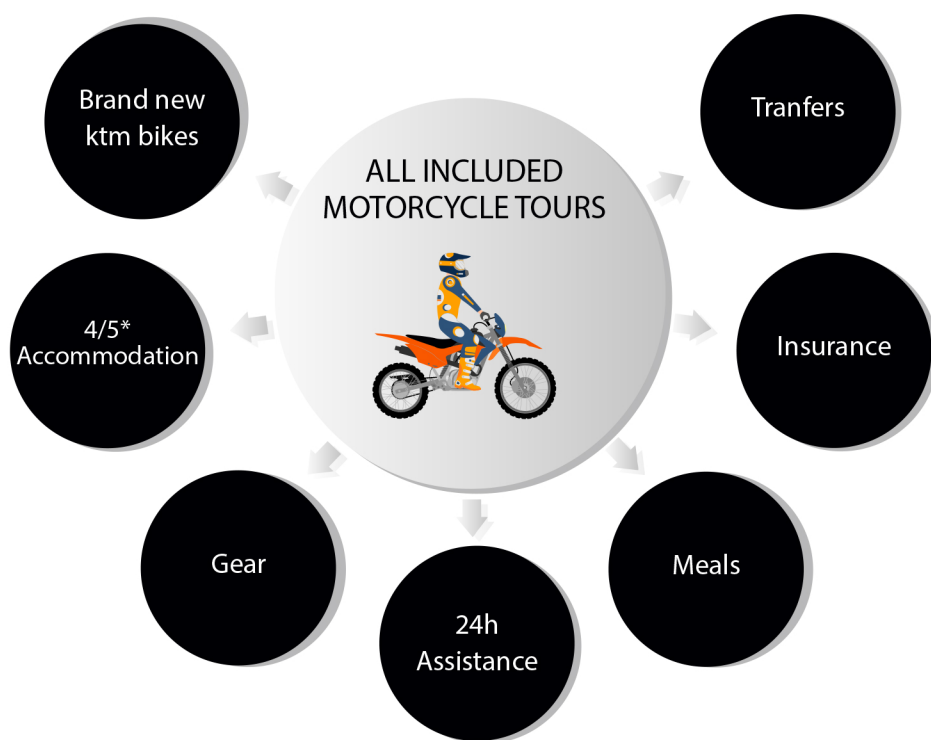 ALL INCLUDED
MOTORCYCLE TOURS
Brand new
ktm bikes
4/5*
Accommodation
Gear
24h
Assistance
Meals
Insurance
Tranfers